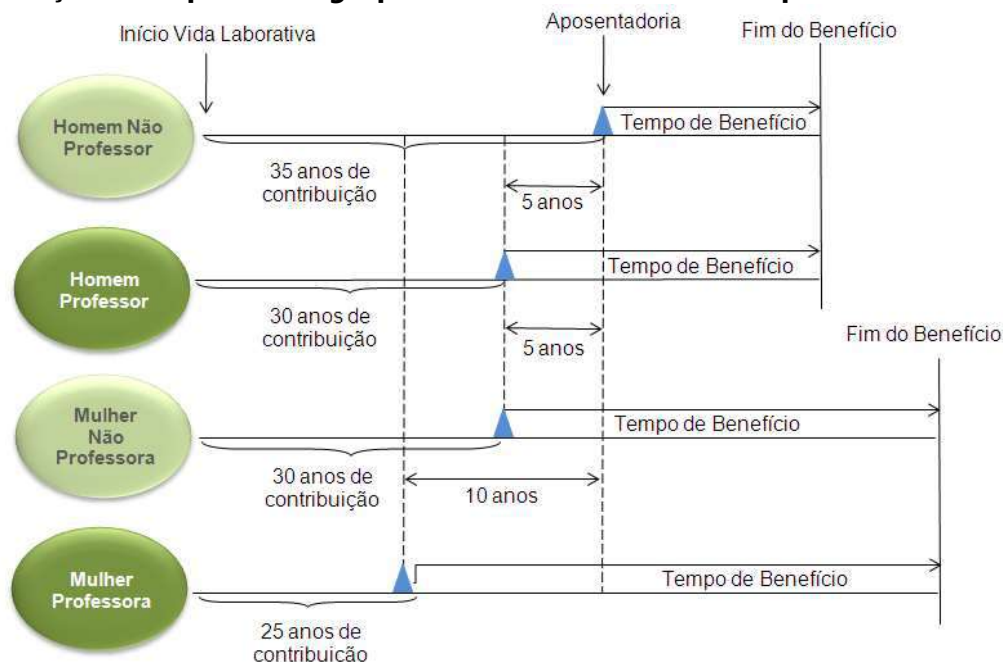 Início Vida Laborativa
Aposentadoria
Fim do Benefício
Homem Não
Professor
Tempo de Benefício
35 anos de
contribuição
5 anos
Homem
Professor
Tempo de Benefício
30 anos de
contribuição
5 anos
Fim do Benefício
Mulher
Não
Professora
Tempo de Benefício
30 anos de
contribuição
10 anos
Mulher
Professora
Tempo de Benefício
25 anos de
contribuição